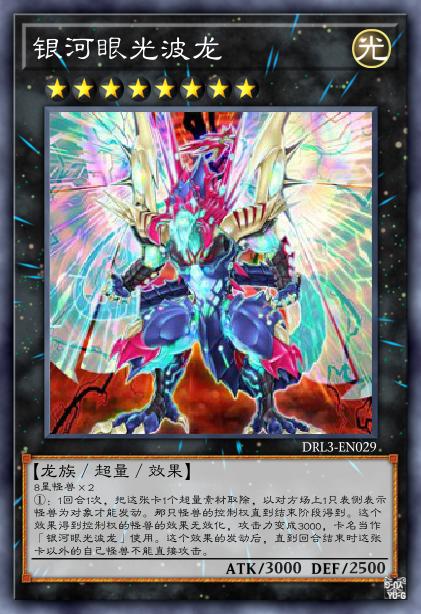 银河眼光波龙
光
DRL3-EN029
【龙族／超量／效果】
8星怪兽×2
①：1回合1次，把这张卡1个超量素材取除，以对方场上1只表侧表示
怪兽为对象才能发动。那只怪兽的控制权直到结束阶段得到。这个
效果得到控制权的怪兽的效果无效化，攻击力变成3000，卡名当作
「银河眼光波龙」使用。这个效果的发动后，直到回合结束时这张
卡以外的自己怪兽不能直接攻击。
ATK/3000 DEF/2500